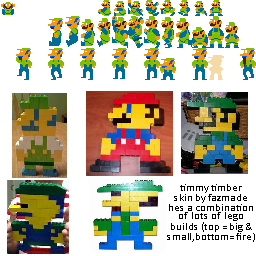 timmy timber
skin by fazmade
hes a combination
of lots of lego
builds (top =big &
small,bottom=fire)